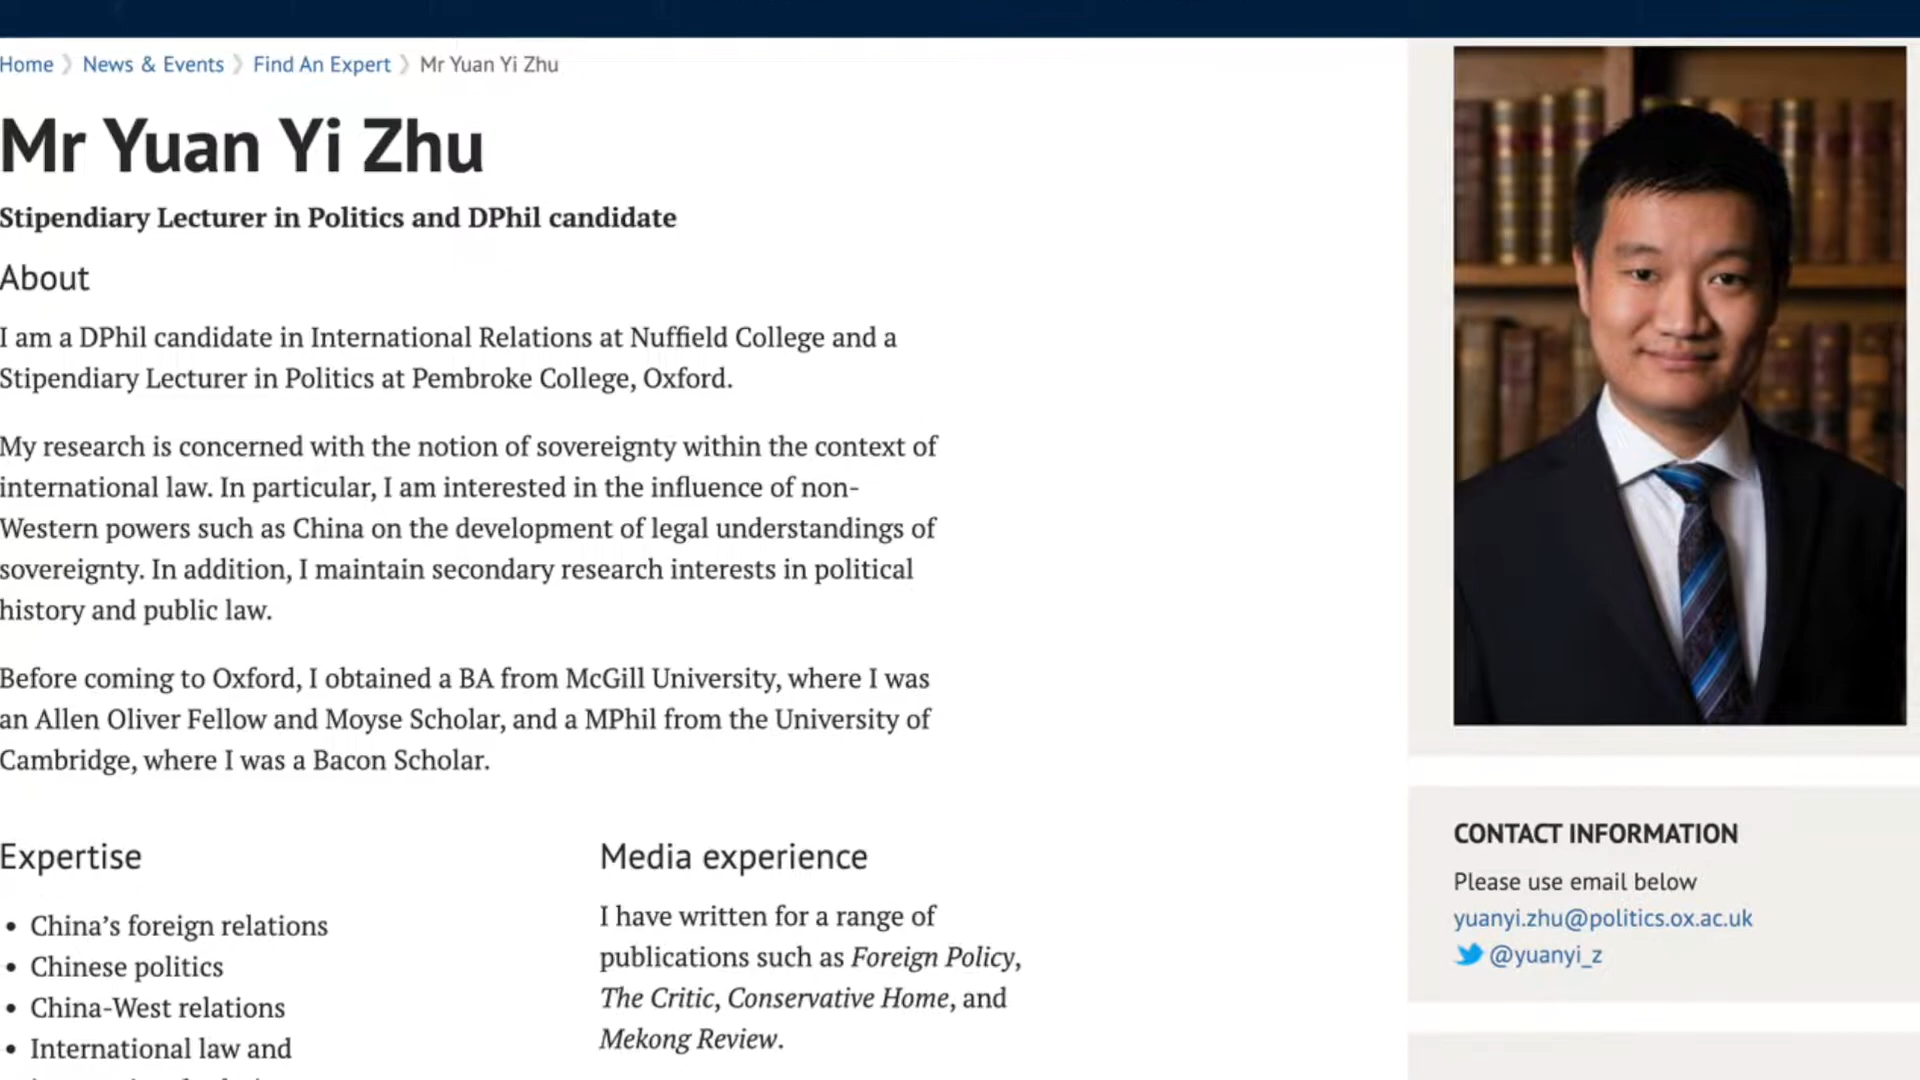 Home 》 News & Events 》 Find An Expert 》 Mr Yuan Yi Zhu
Mr Yuan Yi Zhu
Stipendiary Lecturer in Politics and DPhil candidate
About
I am a DPhil candidate in International Relations at Nuffield College and a
Stipendiary Lecturer in Politics at Pembroke College, Oxford.
My research is concerned with the notion of sovereignty within the context of
international law. In particular, I am interested in the influence of non-
Western powers such as China on the development of legal understandings of
sovereignty. In addition, I maintain secondary research interests in political
history and public law.
Before coming to Oxford, I obtained a BA from McGill University, where I was
an Allen Oliver Fellow and Moyse Scholar, and a MPhil from the University of
Cambridge, where I was a Bacon Scholar.
Expertise
• China’s foreign relations
• Chinese politics
• China-West relations
• International law and
Media experience
I have written for a range of
publications such as Foreign Policy,
The Critic, Conservative Home, and
Mekong Review.
CONTACT INFORMATION
Please use email below
yuanyi.zhu@politics.ox.ac.uk
@yuanyi_z